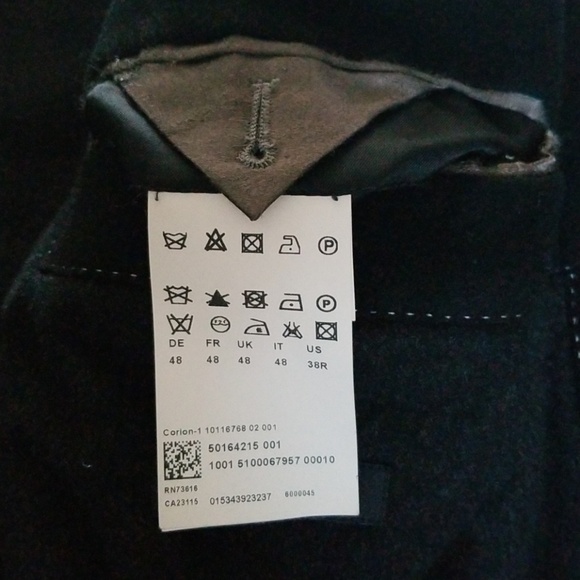 P
P
DE FR UK IT US
48 48 48 48 38R
Corion-1 10116768 02 001
50164215 001
1001 5100067957 00010
RN73616
CA23115 015343923237 8000045